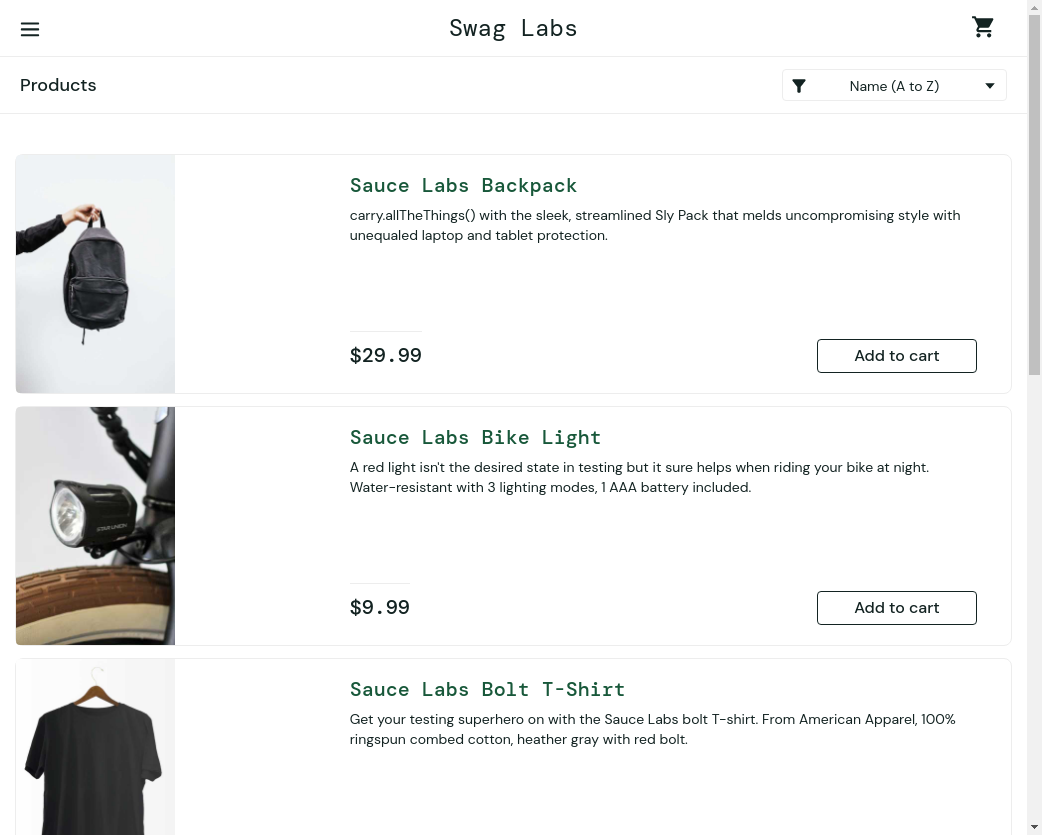 Swag Labs
Products
Name (A to Z)
Sauce Labs Backpack
carry.allTheThings() with the sleek, streamlined Sly Pack that melds uncompromising style with
unequaled laptop and tablet protection.
$29.99
Add to cart
Sauce Labs Bike Light
A red light isn't the desired state in testing but it sure helps when riding your bike at night.
Water-resistant with 3 lighting modes, 1 AAA battery included.
$9.99
Add to cart
Sauce Labs Bolt T-Shirt
Get your testing superhero on with the Sauce Labs bolt T-shirt. From American Apparel, 100%
ringspun combed cotton, heather gray with red bolt.